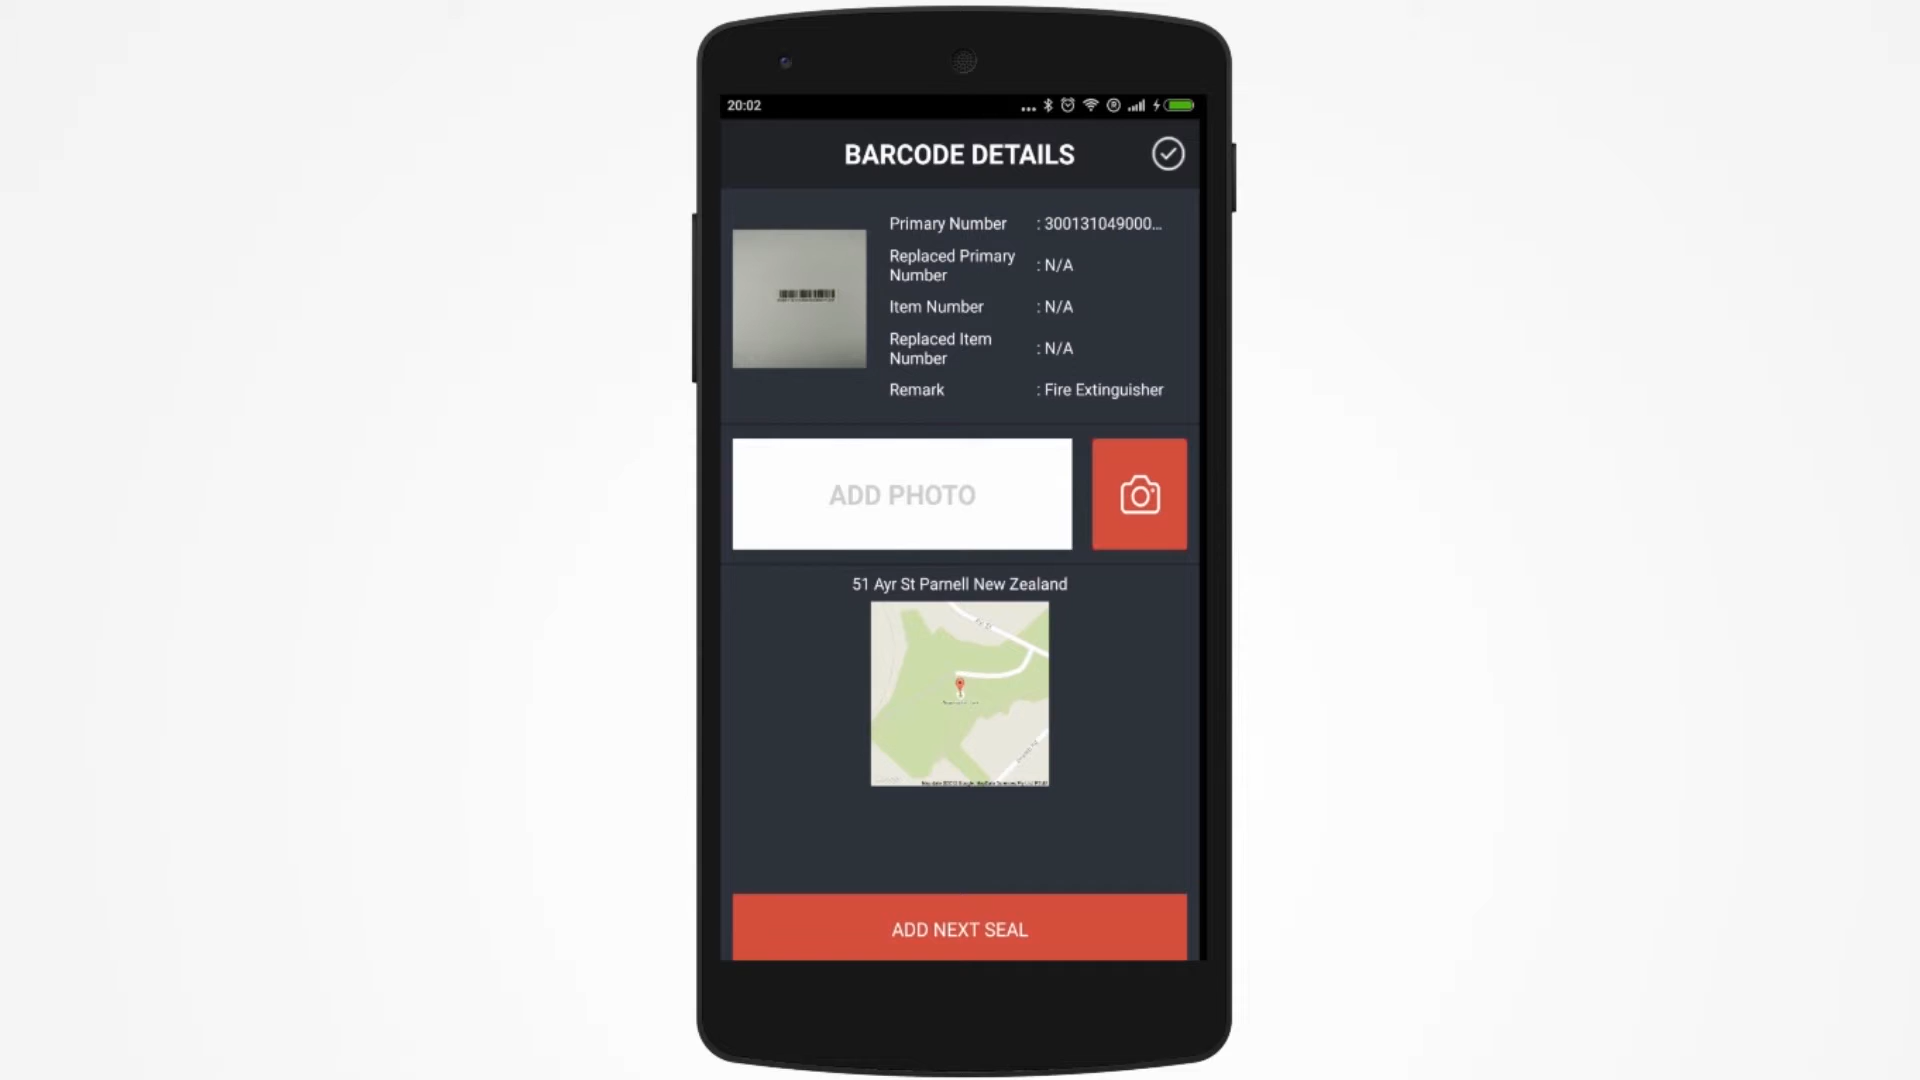 20:02
BARCODE DETAILS
Primary Number : 300131049000...
Replaced Primary Number : N/A
Item Number : N/A
Replaced Item Number : N/A
Remark : Fire Extinguisher
ADD PHOTO
51 Ayr St Parnell New Zealand
ADD NEXT SEAL